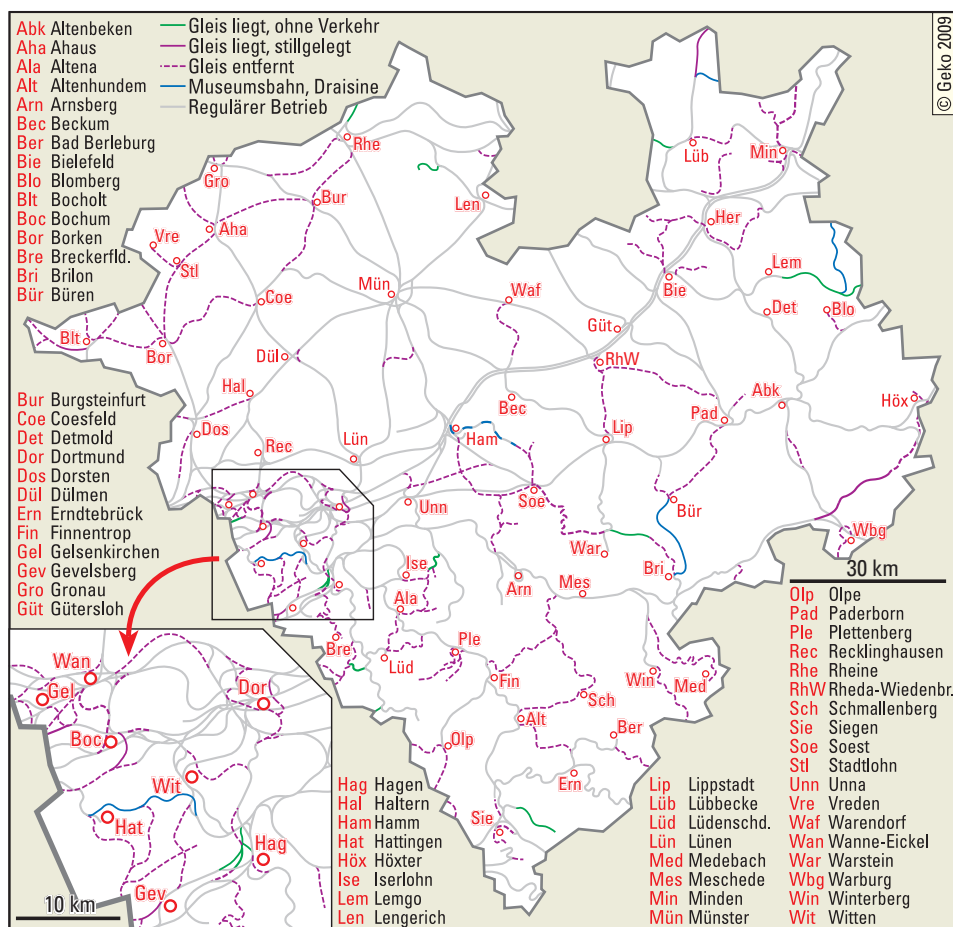 Abk Altenbeken
Aha Ahaus
Ala Altena
Alt Altenhundem
Arn Arnsberg
Bec Beckum
Ber Bad Berleburg
Bie Bielefeld
Blo Blomberg
Blt Bocholt
Boc Bochum
Bor Borken
Bre Breckerfld.
Bri Brilon
Bür Büren
Gleis liegt, ohne Verkehr
Gleis liegt, stillgelegt
Gleis entfernt
Museumsbahn, Draisine
Regulärer Betrieb
© Geko 2009
Rhe
Lüb
Min
Gro
Bur
Len
Her
Vre
Aha
Stl
Lem
Mün
Coe
Waf
Bie
Det
Blo
Güt
Blt
Bor
Dül
RhW
Hal
Bec
Abk
Höx
Pad
Dos
Rec
Lün
Ham
Lip
Unn
Soe
Bür
Wbg
War
Bri
Ise
Arn
Mes
Ala
Bre
Lüd
Ple
Fin
Win
Med
Sch
Alt
Olp
Ber
Ern
Sie
Bur Burgsteinfurt
Coe Coesfeld
Det Detmold
Dor Dortmund
Dos Dorsten
Dül Dülmen
Ern Erndtebrück
Fin Finnentrop
Gel Gelsenkirchen
Gev Gevelsberg
Gro Gronau
Güt Gütersloh
30 km
Olp Olpe
Pad Paderborn
Ple Plettenberg
Rec Recklinghausen
Rhe Rheine
RhW Rheda-Wiedenbr.
Sch Schmallenberg
Sie Siegen
Soe Soest
Stl Stadtlohn
Unn Unna
Vre Vreden
Waf Warendorf
Wan Wanne-Eickel
War Warstein
Wbg Warburg
Win Winterberg
Wit Witten
Wan
Gel
Dor
Boc
Wit
Hat
Hag
Gev
10 km
Hag Hagen
Hal Haltern
Ham Hamm
Hat Hattingen
Höx Höxter
Ise Iserlohn
Lem Lemgo
Len Lengerich
Lip Lippstadt
Lüb Lübbecke
Lüd Lüdenschd.
Lün Lünen
Med Medebach
Mes Meschede
Min Minden
Mün Münster